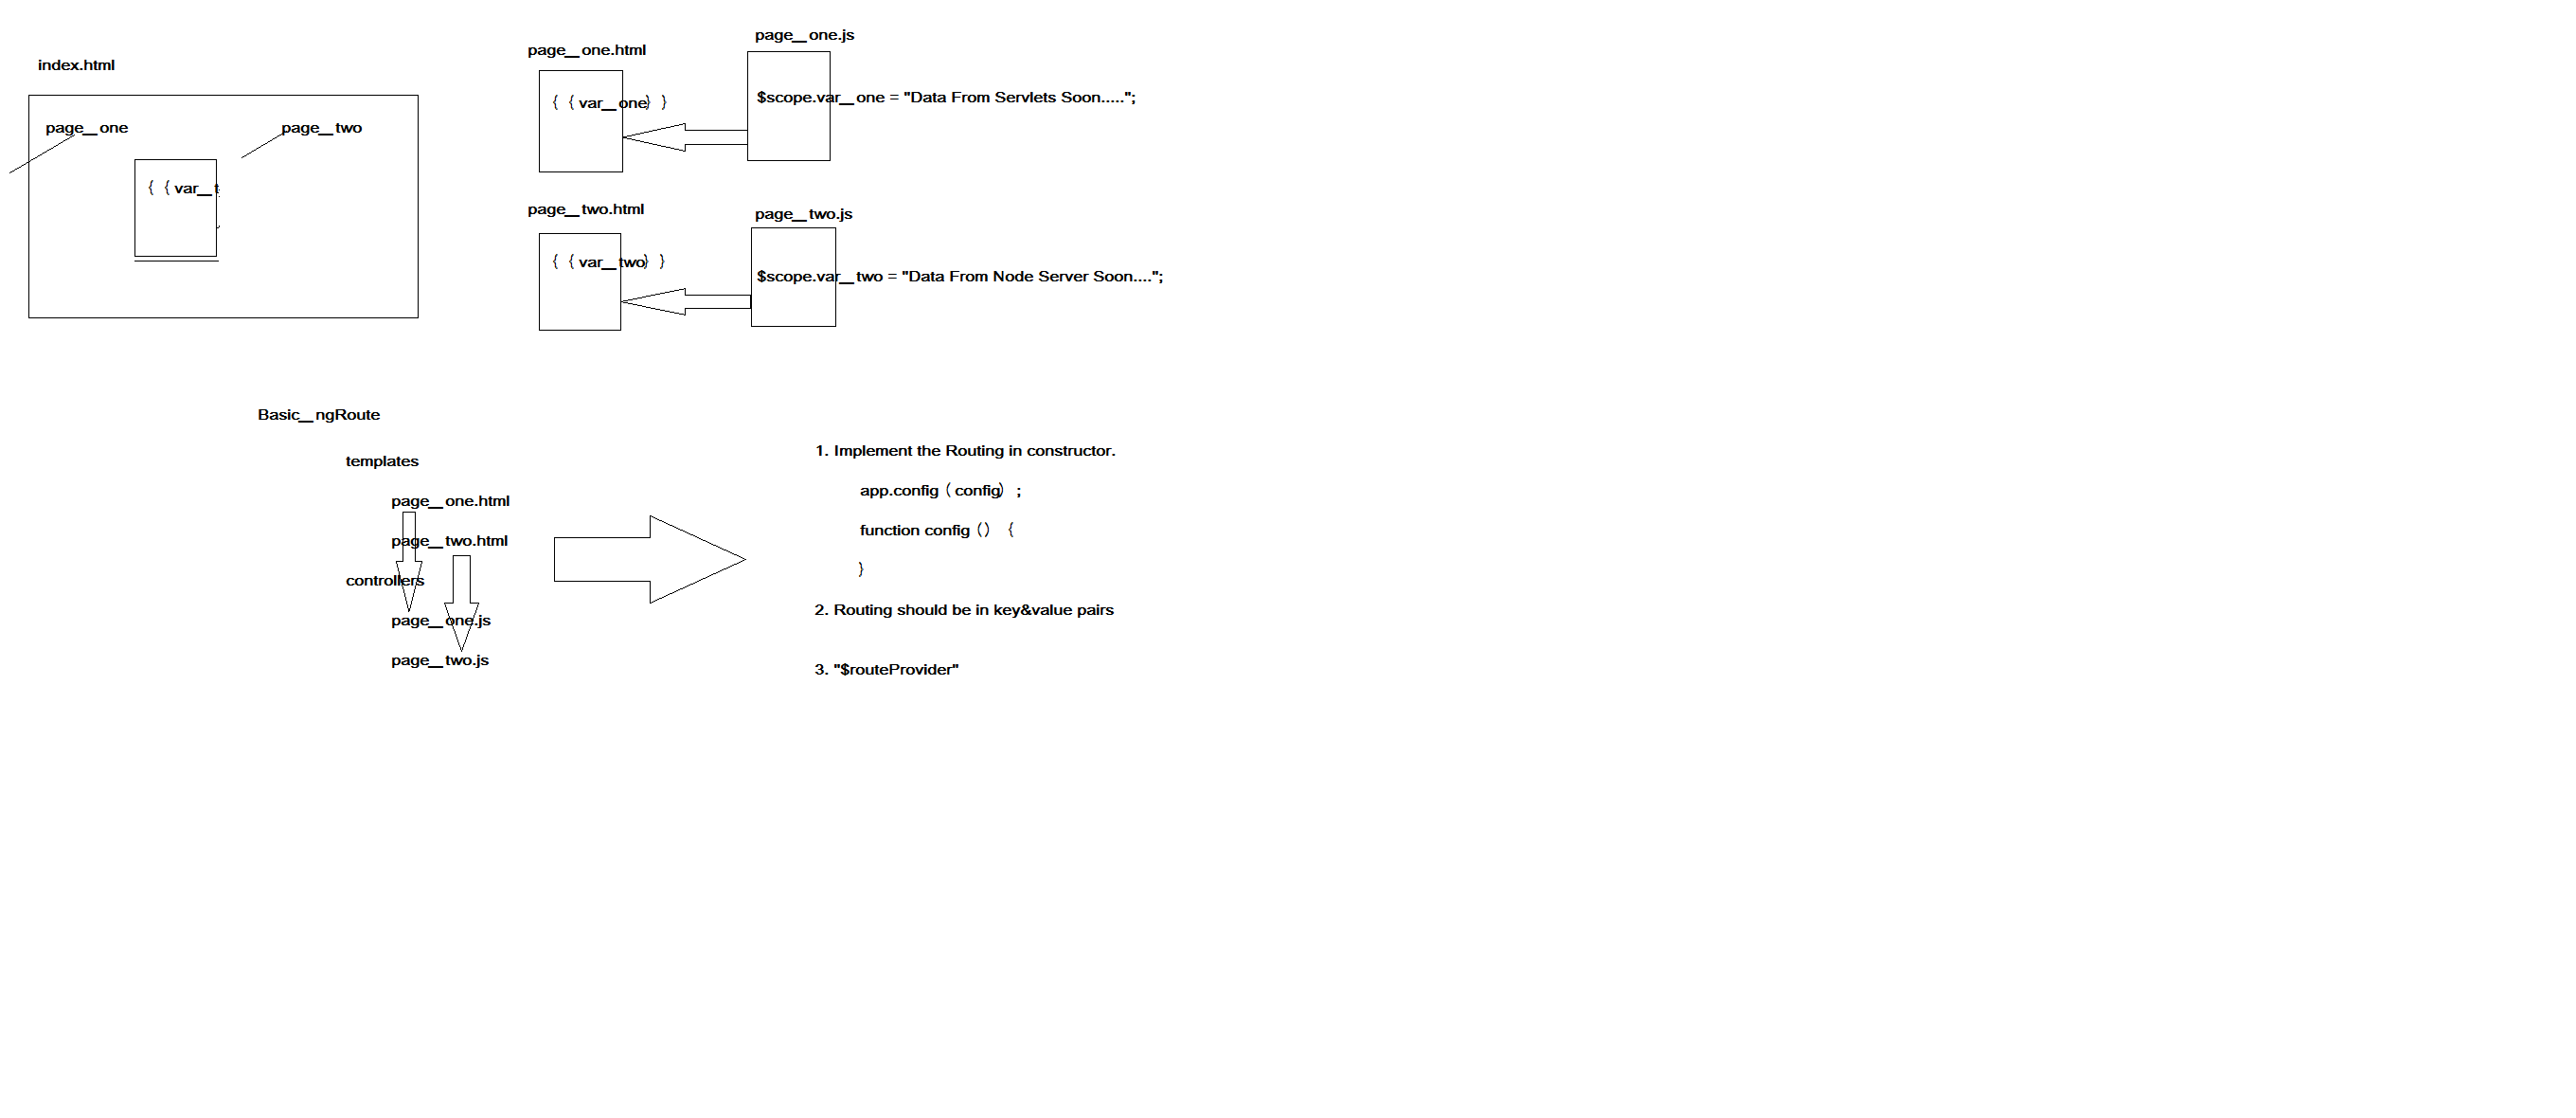 index.html
page__one
page__two
{ { var__t
page__one.html
{ { var__one} }
page__one.js
$scope.var__one = "Data From Servlets Soon.....";
page__two.html
{ { var__two} }
page__two.js
$scope.var__two = "Data From Node Server Soon....";
Basic__ngRoute
templates
page__one.html
page__two.html
controllers
page__one.js
page__two.js
1. Implement the Routing in constructor.
app.config ( config) ;
function config () {
}
2. Routing should be in key&value pairs
3. "$routeProvider"